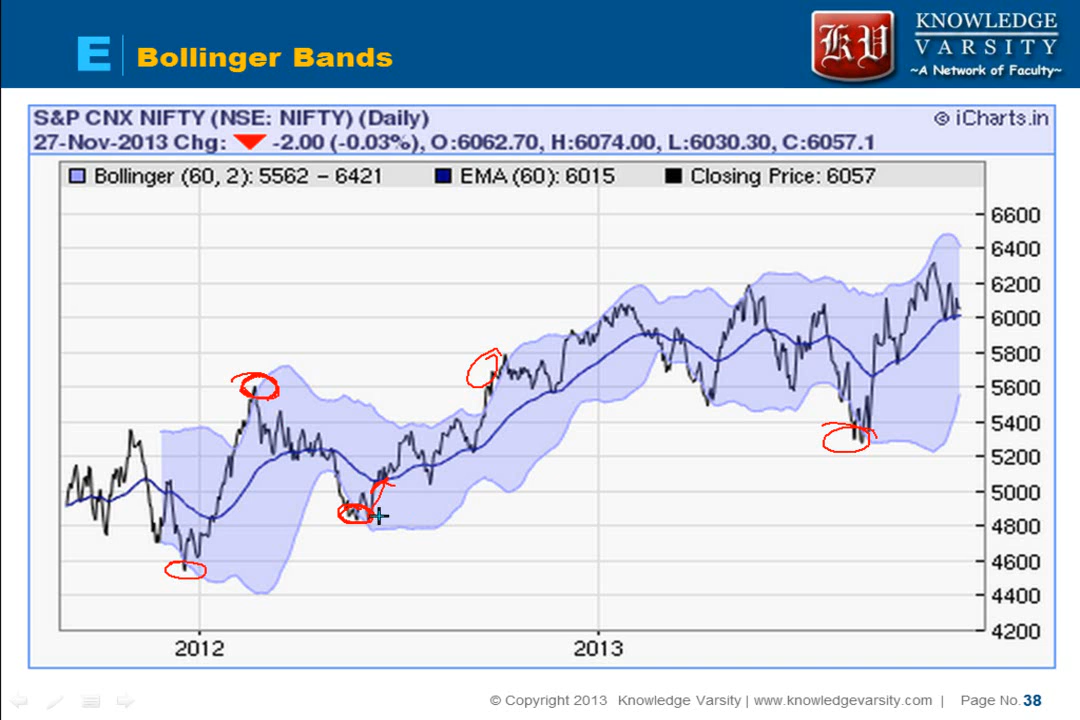 E Bollinger Bands
KV
KNOWLEDGE
VARSITY
~A Network of Faculty~
S&P CNX NIFTY (NSE: NIFTY) (Daily)
© iCharts.in
27-Nov-2013 Chg: -2.00 (-0.03%), O:6062.70, H:6074.00, L:6030.30, C:6057.1
Bollinger (60, 2): 5562 - 6421 EMA (60): 6015 Closing Price: 6057
6600
6400
6200
6000
5800
5600
5400
5200
5000
4800
4600
4400
4200
2012 2013
© Copyright 2013 Knowledge Varsity | www.knowledgevarsity.com | Page No.38